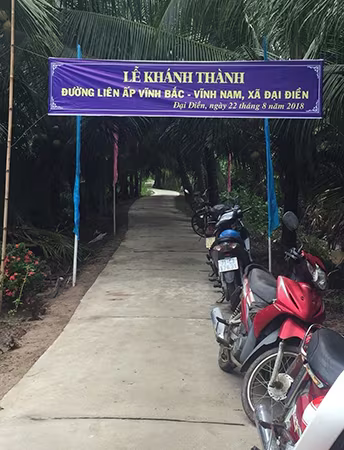 LỄ KHÁNH THÀNH
ĐƯỜNG LIÊN ẤP VĨNH BẮC - VĨNH NAM, XÃ ĐẠI ĐIỀN
Đại Điền, ngày 22 tháng 8 năm 2018